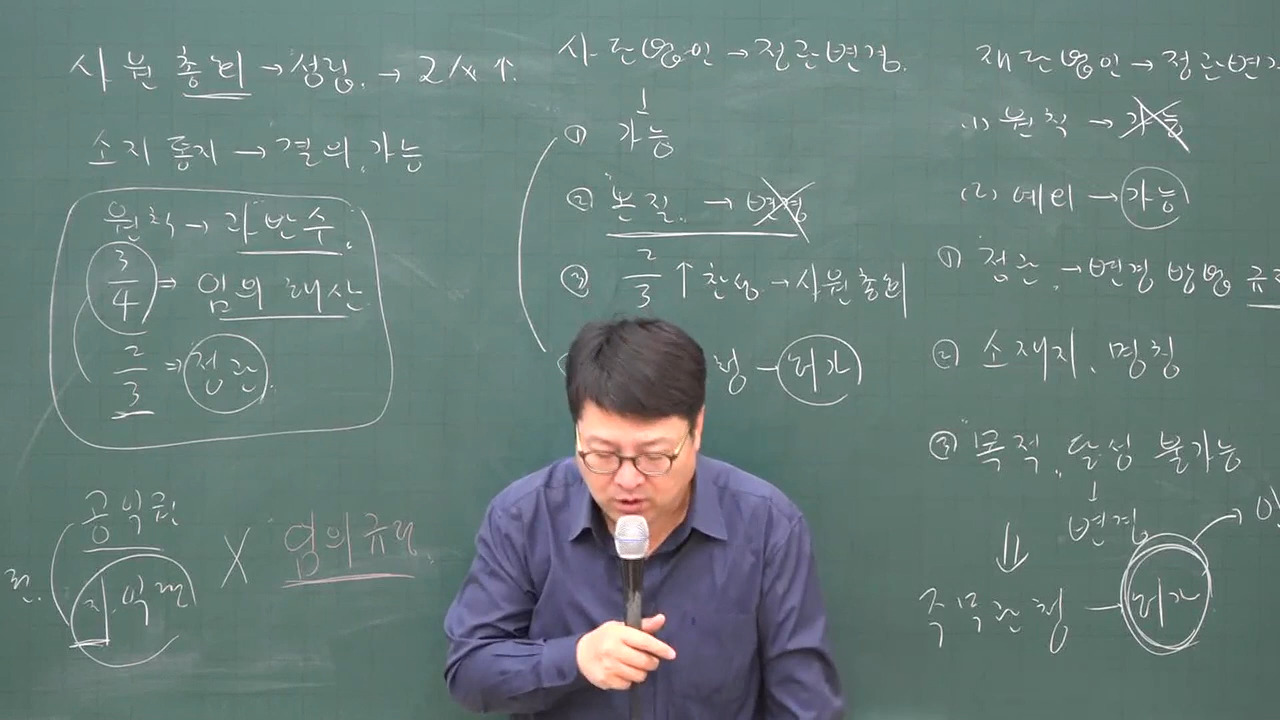 사원 총회 → 성립. → 2人 ↑.
소지 통지 → 결의. 가능
원칙 → 과반수.
3/4 ⇒ 임의 해산
2/3 ⇒ 정관.
공익권
자익권 X 임의규정
사단법인 → 정관변경.
↓
① 가능
② "본질. → 변경
③ 2/3 ↑ 찬성. → 사원총회
청 - 허가
재단법인 → 정관변경
(1) 원칙 → 가능
(2) 예외 → 가능
① 정관. → 변경 방법 규정
② 소재지. 명칭
③ "목적. 달성 불가능
↓
변경.
⇓
주무관청 - 허가 →